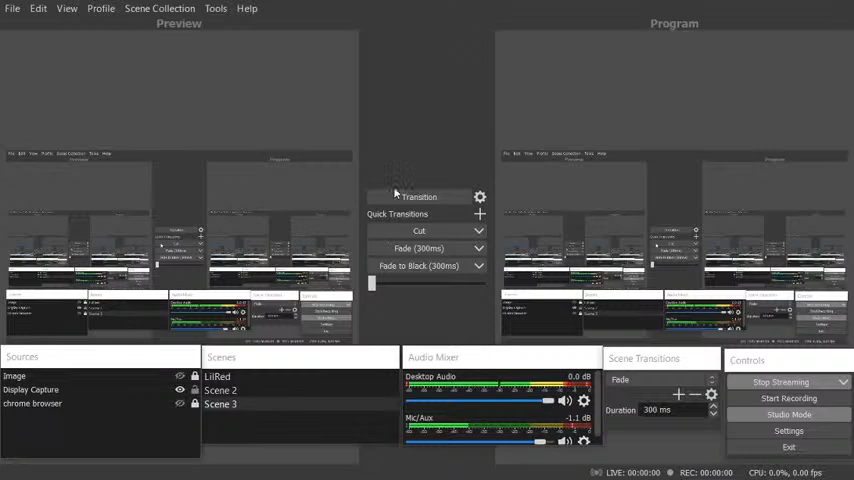 File Edit View Profile Scene Collection Tools Help
Preview
Program
Transition
Quick Transitions
Cut
Fade (300ms)
Fade to Black (300ms)
Sources
Image
Display Capture
chrome browser
Scenes
LilRed
Scene 2
Scene 3
Audio Mixer
Desktop Audio 0.0 dB
Mic/Aux -1.1 dB
Scene Transitions
Fade
Duration 300 ms
Controls
Stop Streaming
Start Recording
Studio Mode
Settings
Exit
LIVE: 00:00:00 REC: 00:00:00 CPU: 0.0%, 0.00 fps